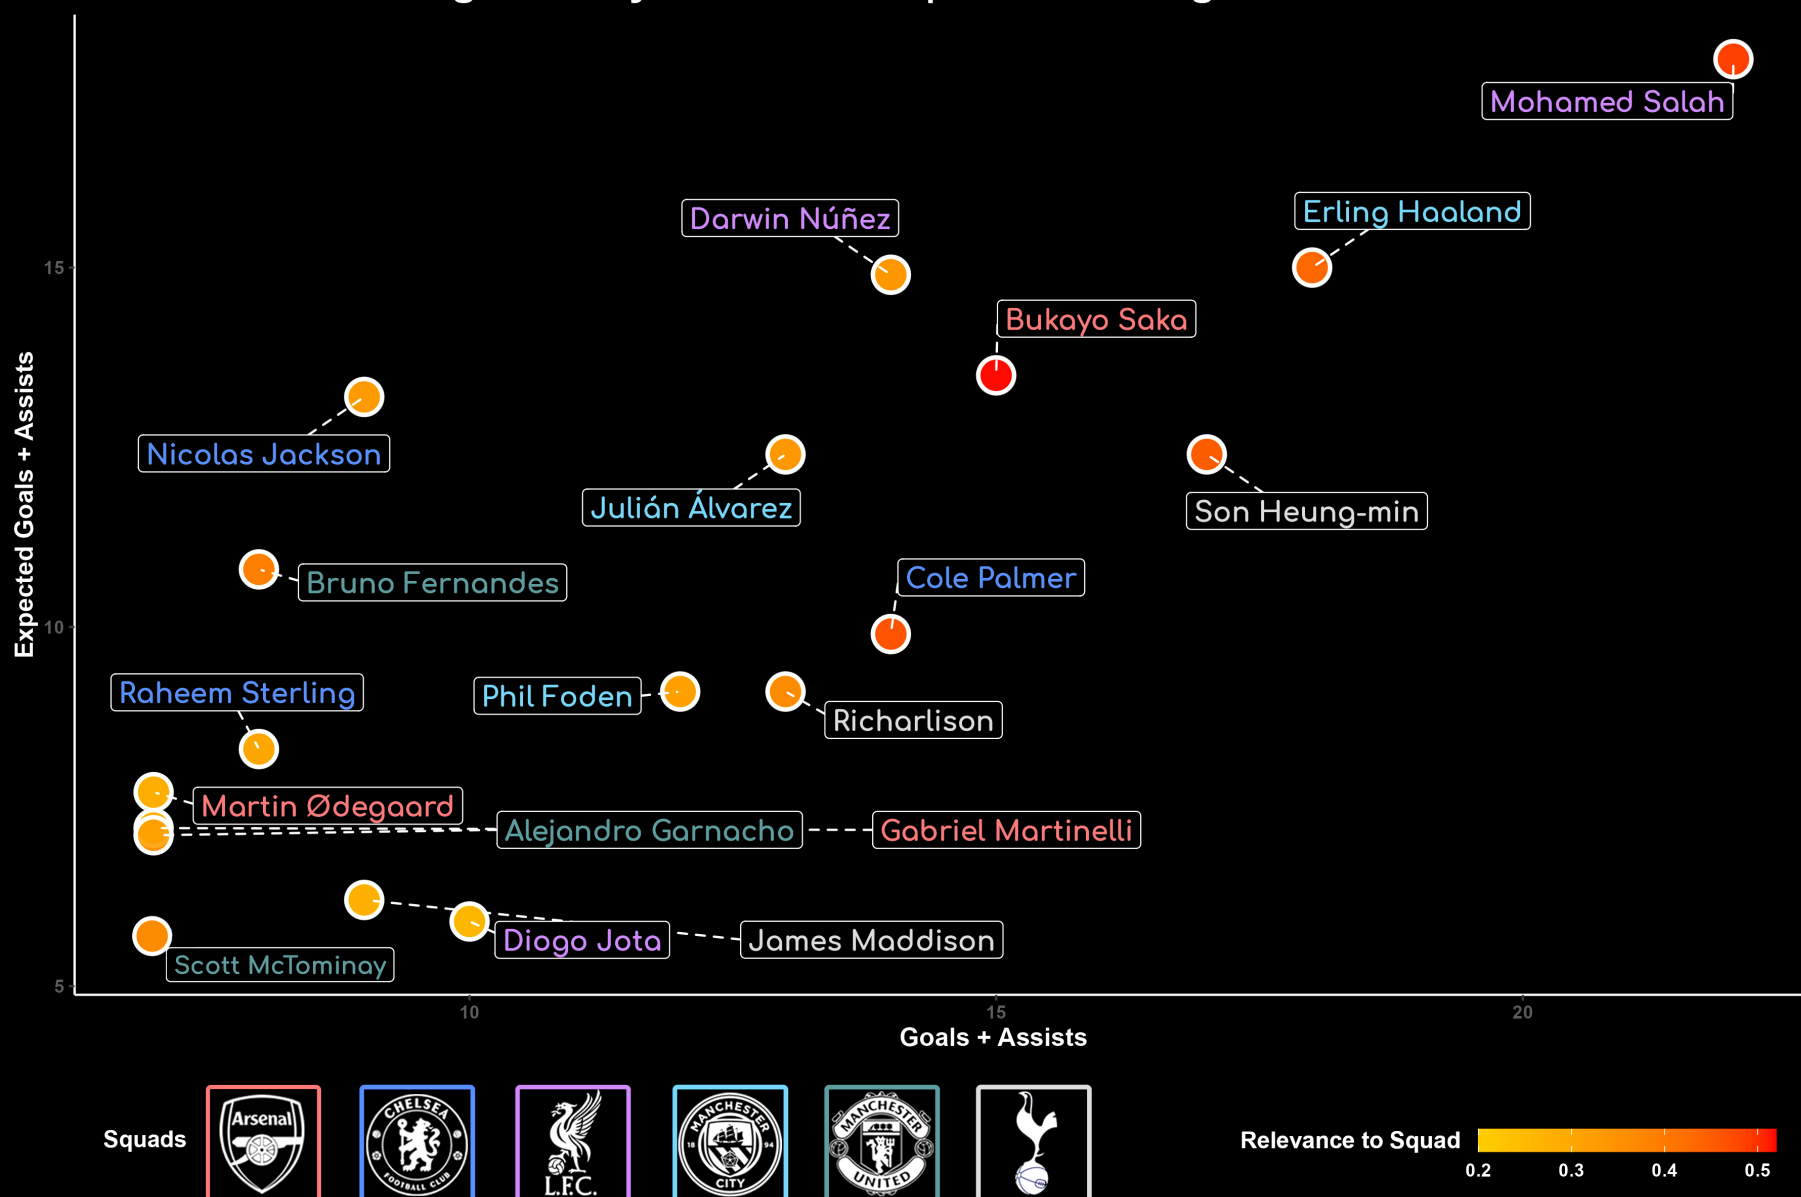 Mohamed Salah
Erling Haaland
Darwin Núñez
15
Bukayo Saka
Nicolas Jackson
Julián Álvarez
Son Heung-min
Expected Goals + Assists
Bruno Fernandes
Cole Palmer
10
Raheem Sterling
Phil Foden
Richarlison
Martin Ødegaard
Alejandro Garnacho
Gabriel Martinelli
Diogo Jota
James Maddison
Scott McTominay
5
10
15
20
Goals + Assists
Squads
Arsenal
CHELSEA
FOOTBALL CLUB
L.F.C.
MANCHESTER
18 94
CITY
MANCHESTER
UNITED
Relevance to Squad
0.2
0.3
0.4
0.5